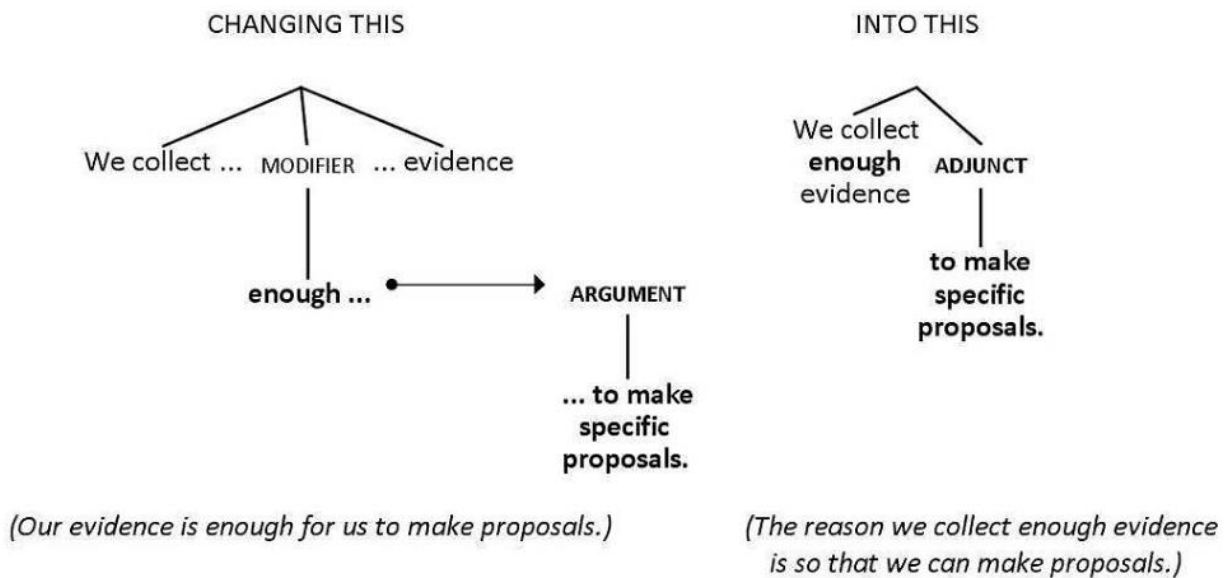 CHANGING THIS
We collect ... MODIFIER ... evidence
enough ...
ARGUMENT
... to make
specific
proposals.
(Our evidence is enough for us to make proposals.)
INTO THIS
We collect
enough
evidence
ADJUNCT
to make
specific
proposals.
(The reason we collect enough evidence
is so that we can make proposals.)